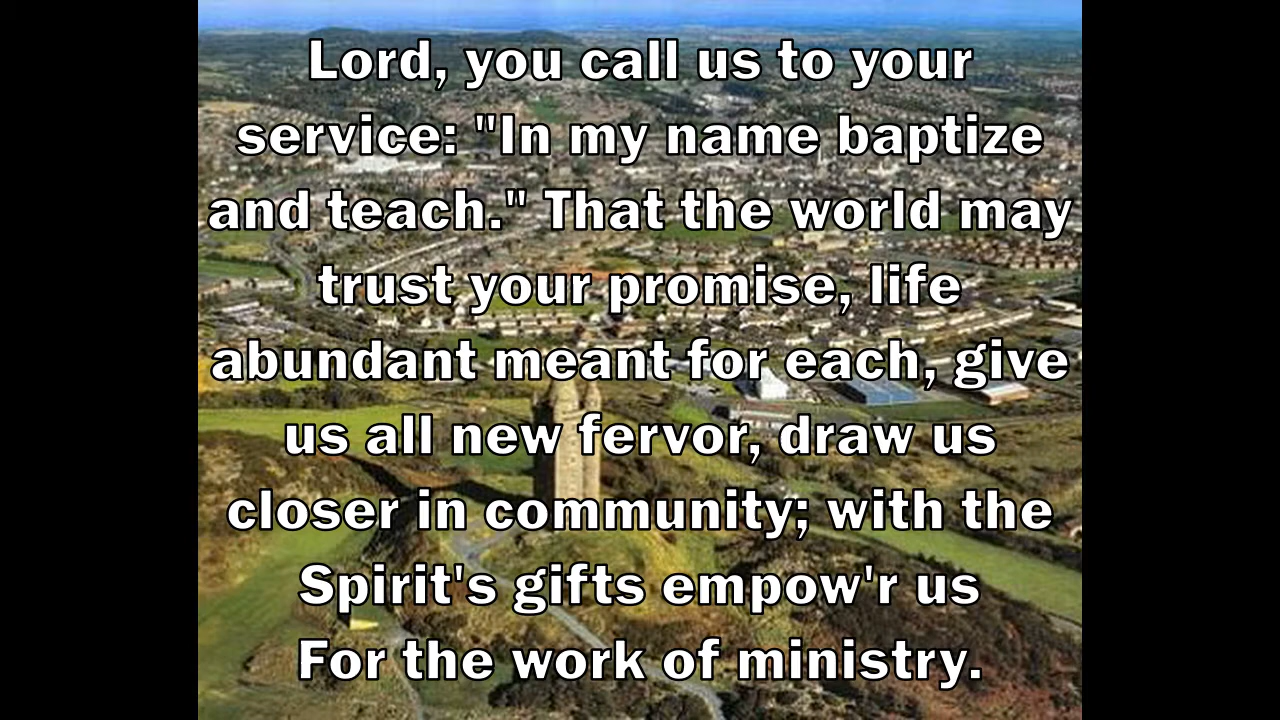 Lord, you call us to your
service: "In my name baptize
and teach." That the world may
trust your promise, life
abundant meant for each, give
us all new fervor, draw us
closer in community; with the
Spirit's gifts empow'r us
For the work of ministry.